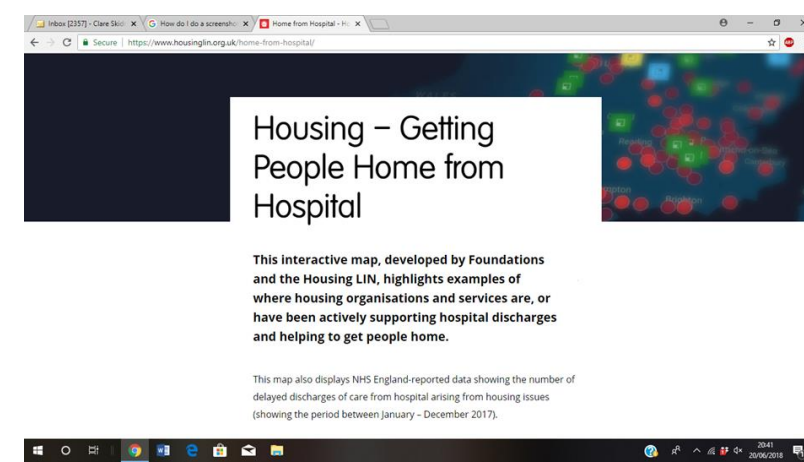 Inbox [2357] - Clare Skid
How do I do a screensho
Home from Hospital - Ho
Secure
https://www.housinglin.org.uk/home-from-hospital/
ABP
Reading
Brighton
Housing – Getting
People Home from
Hospital
This interactive map, developed by Foundations
and the Housing LIN, highlights examples of
where housing organisations and services are, or
have been actively supporting hospital discharges
and helping to get people home.
This map also displays NHS England-reported data showing the number of
delayed discharges of care from hospital arising from housing issues
(showing the period between January – December 2017).
20:41
20/06/2018